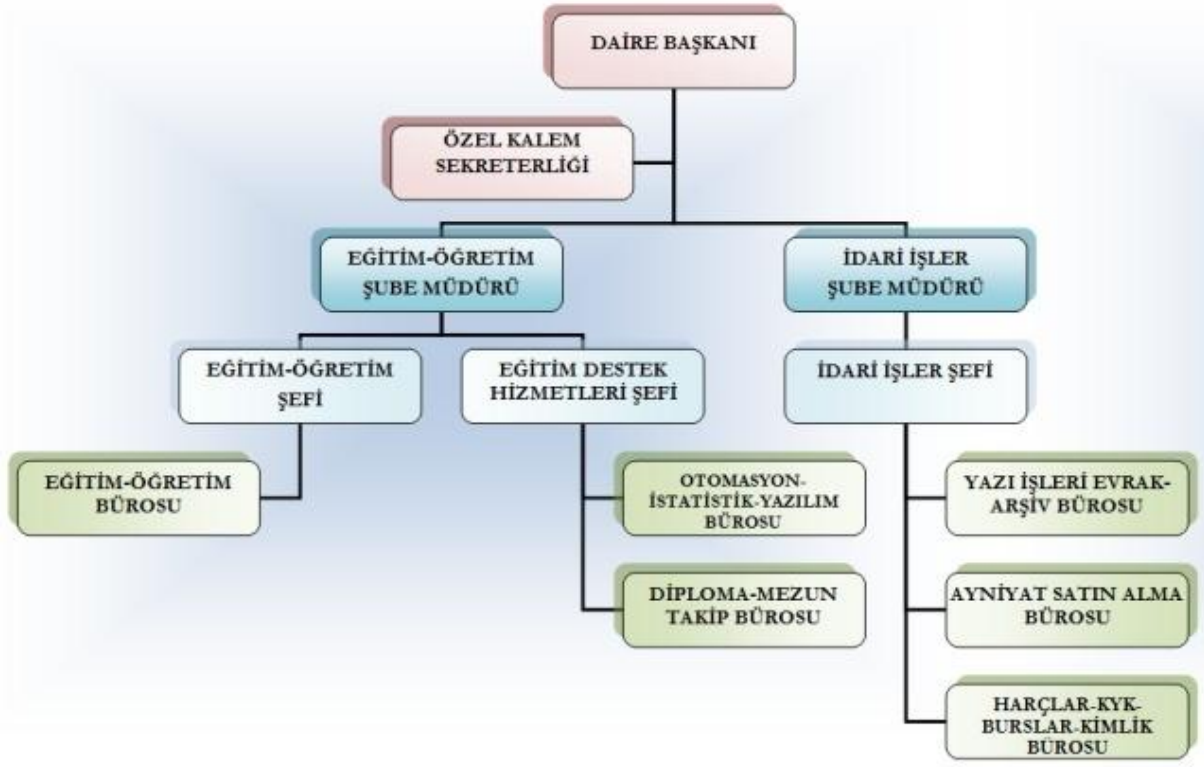 DAİRE BAŞKANI
ÖZEL KALEM
SEKRETERLİĞİ
EĞİTİM-ÖĞRETİM
ŞUBE MÜDÜRÜ
İDARİ İŞLER
ŞUBE MÜDÜRÜ
EĞİTİM-ÖĞRETİM
ŞEFİ
EĞİTİM DESTEK
HİZMETLERİ ŞEFİ
İDARİ İŞLER ŞEFİ
EĞİTİM-ÖĞRETİM
BÜROSU
OTOMASYON-
İSTATİSTİK-YAZILIM
BÜROSU
YAZI İŞLERİ EVRAK-
ARŞİV BÜROSU
DİPLOMA-MEZUN
TAKİP BÜROSU
AYNİYAT SATIN ALMA
BÜROSU
HARÇLAR-KYK-
BURSLAR-KİMLİK
BÜROSU